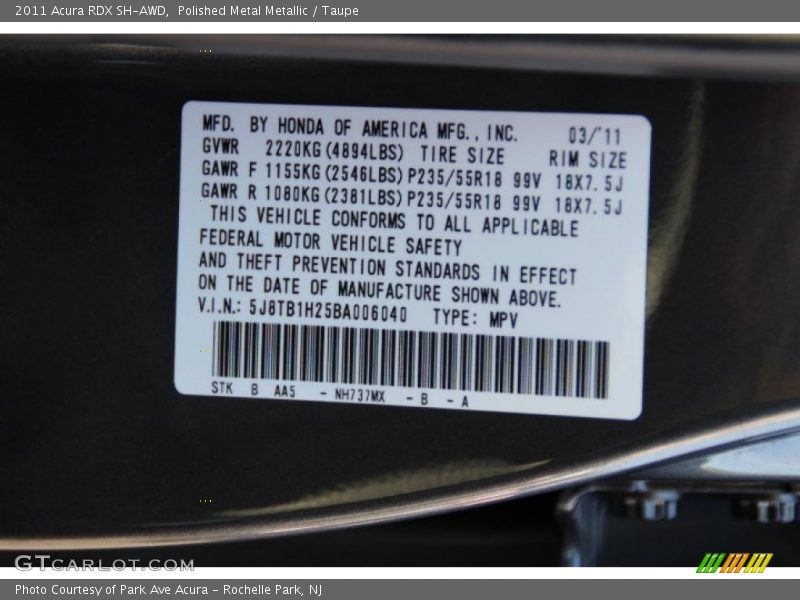 2011 Acura RDX SH-AWD, Polished Metal Metallic / Taupe
MFD. BY HONDA OF AMERICA MFG., INC. 03/'11
GVWR 2220KG(4894LBS) TIRE SIZE RIM SIZE
GAWR F 1155KG(2546LBS) P235/55R18 99V 18X7.5J
GAWR R 1080KG(2381LBS) P235/55R18 99V 18X7.5J
THIS VEHICLE CONFORMS TO ALL APPLICABLE
FEDERAL MOTOR VEHICLE SAFETY
AND THEFT PREVENTION STANDARDS IN EFFECT
ON THE DATE OF MANUFACTURE SHOWN ABOVE.
V.I.N.: 5J8TB1H25BA006040 TYPE: MPV
STK B AA5 - NH737MX - B - A
GTCARLOT.COM
Photo Courtesy of Park Ave Acura - Rochelle Park, NJ